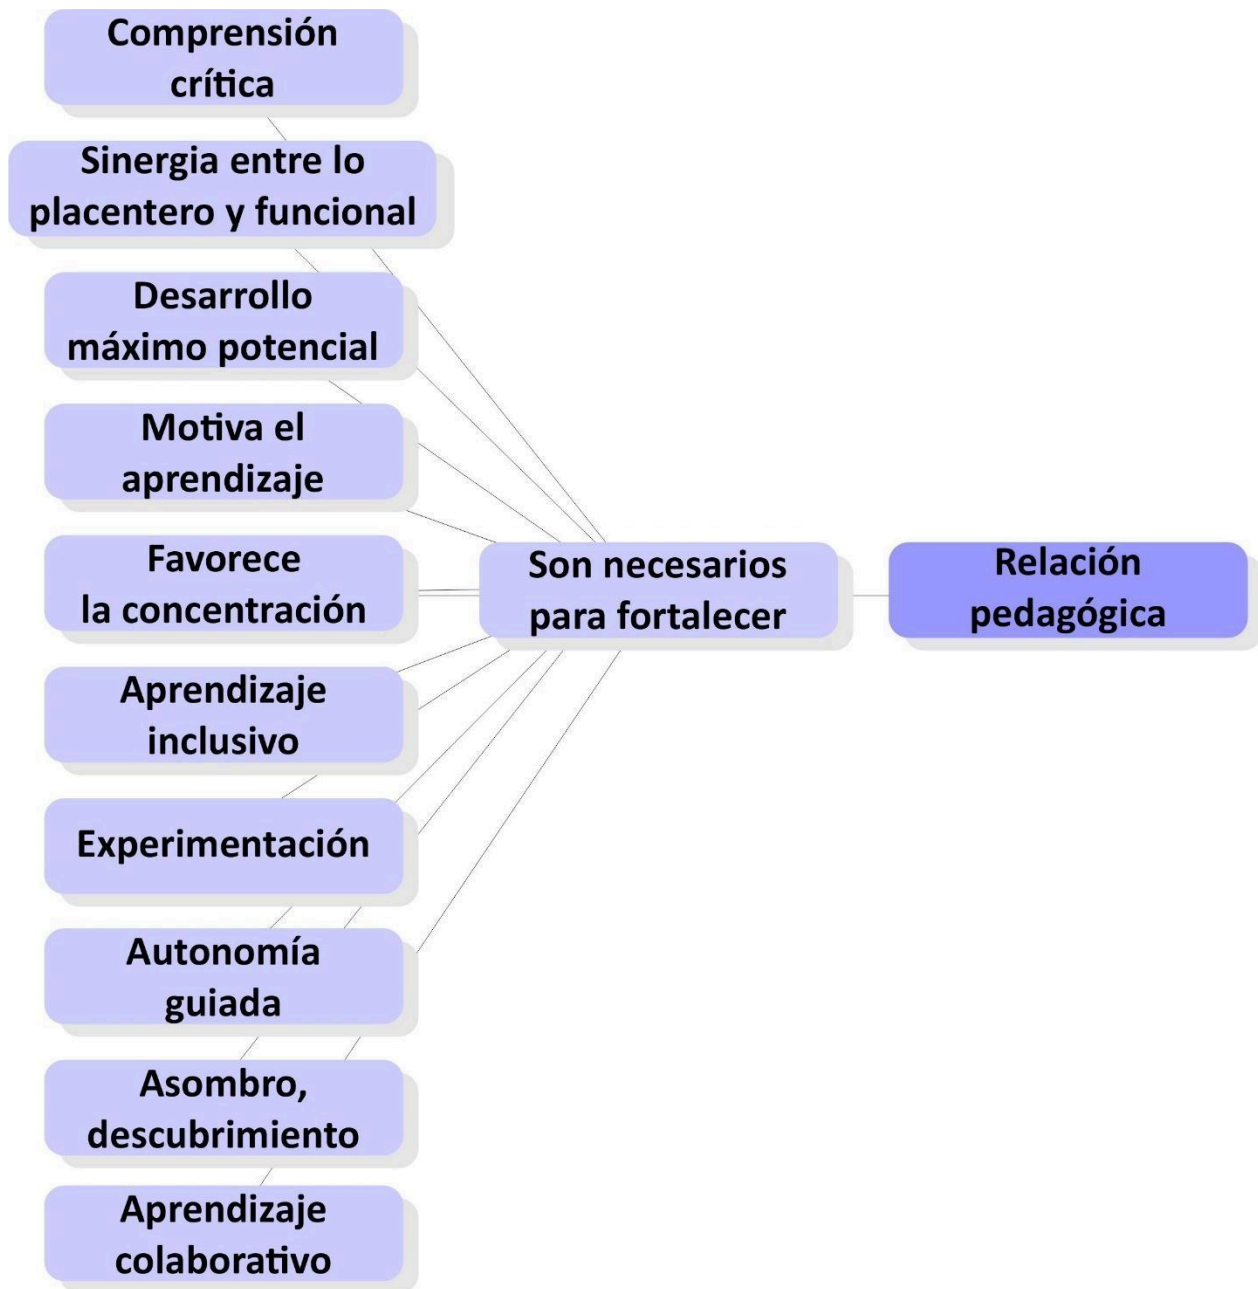 Comprensión
crítica
Sinergia entre lo
placentero y funcional
Desarrollo
máximo potencial
Motiva el
aprendizaje
Favorece
la concentración
Aprendizaje
inclusivo
Experimentación
Autonomía
guiada
Asombro,
descubrimiento
Aprendizaje
colaborativo
Son necesarios
para fortalecer
Relación
pedagógica